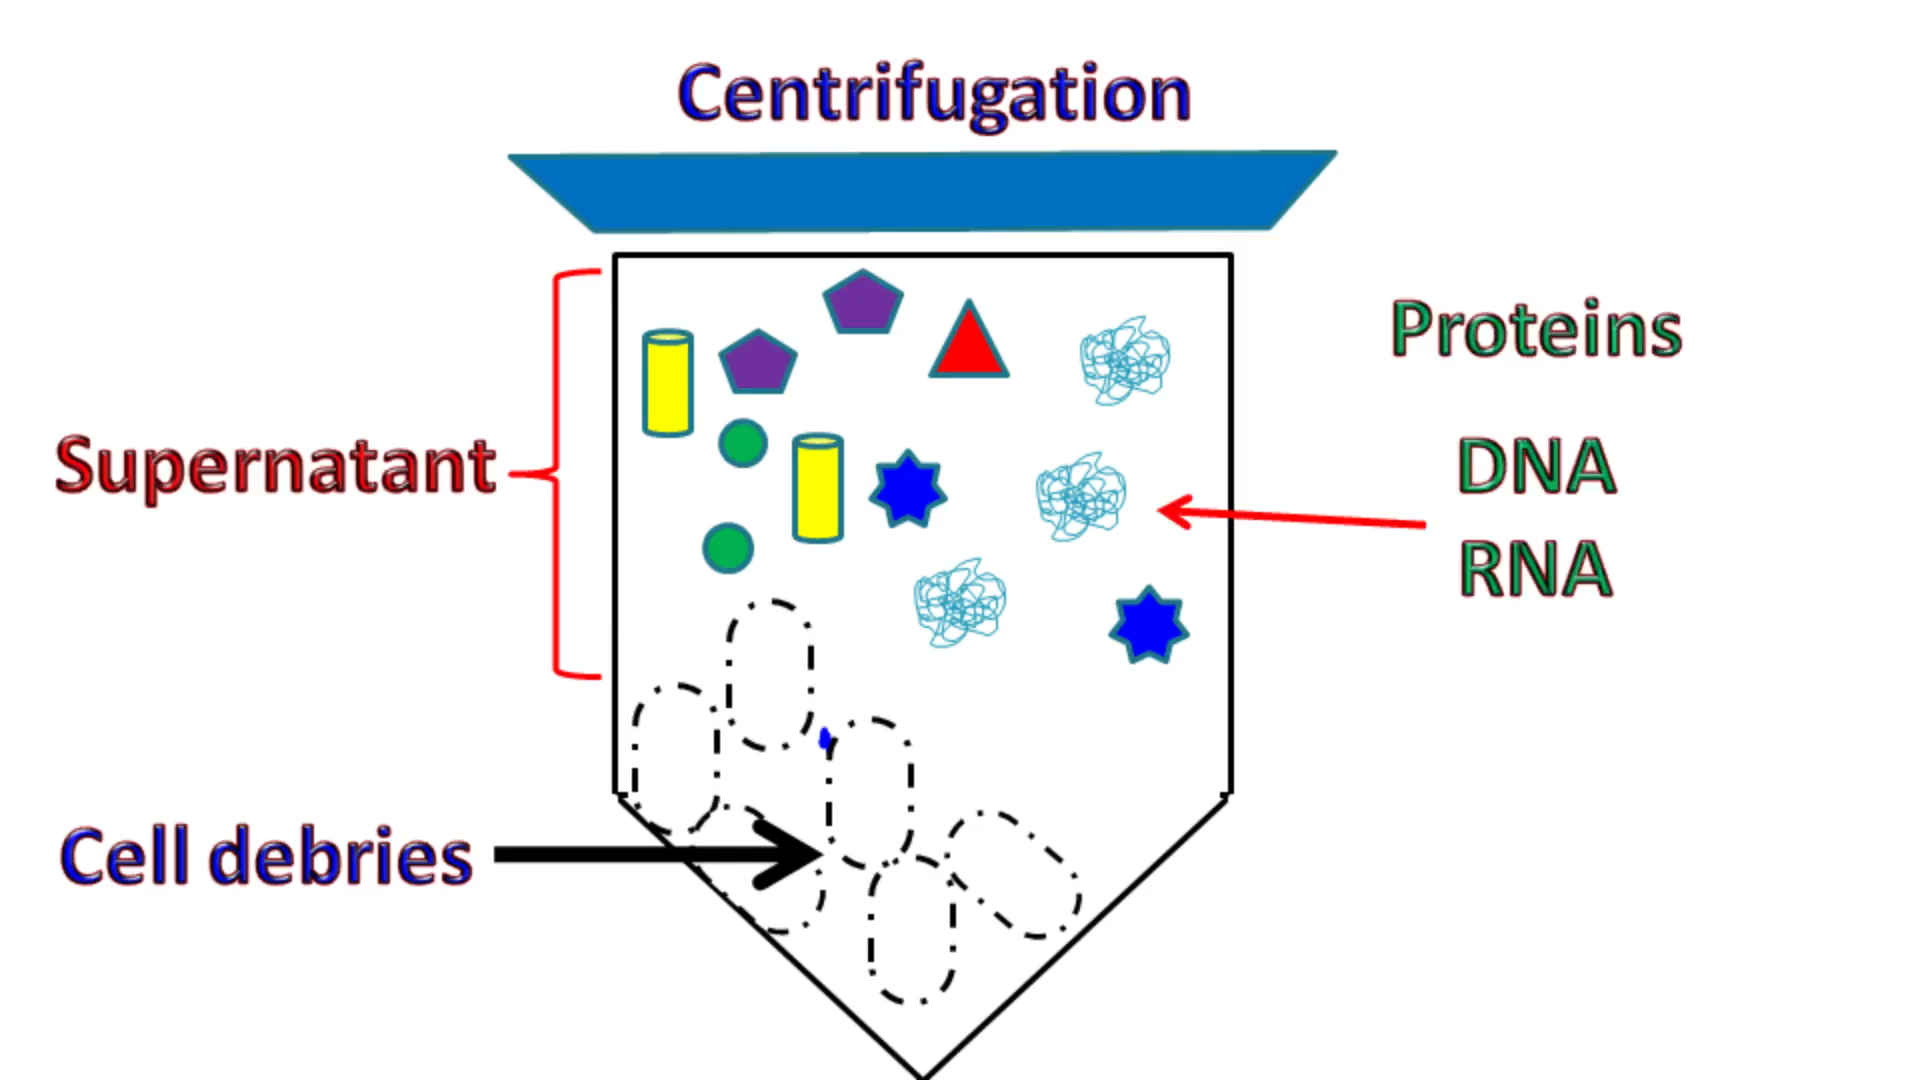 Centrifugation
Proteins
Supernatant
DNA
RNA
Cell debries